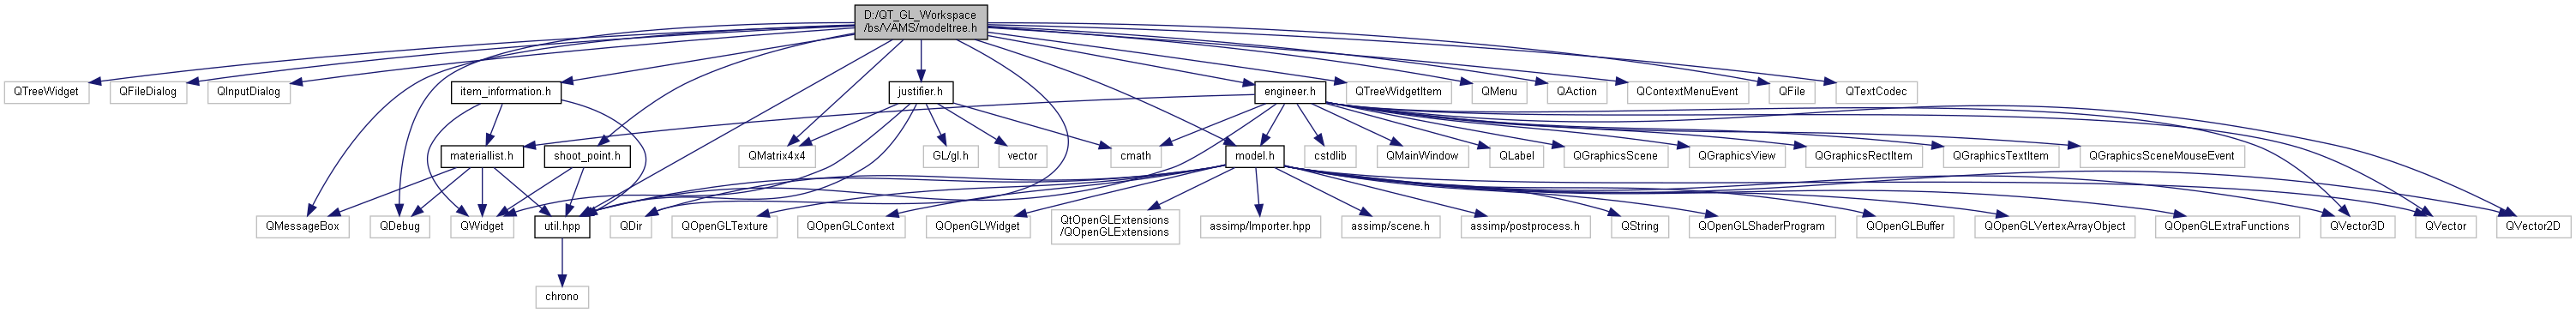 D:/QT_GL_Workspace
/bs/VAMS/modeltree.h
QTreeWidget
QFileDialog
QInputDialog
item_information.h
justifier.h
engineer.h
QTreeWidgetItem
QMenu
QAction
QContextMenuEvent
QFile
QTextCodec
materiallist.h
shoot_point.h
QMatrix4x4
GL/gl.h
vector
cmath
model.h
cstdlib
QMainWindow
QLabel
QGraphicsScene
QGraphicsView
QGraphicsRectItem
QGraphicsTextItem
QGraphicsSceneMouseEvent
QMessageBox
QDebug
QWidget
util.hpp
QDir
QOpenGLTexture
QOpenGLContext
QOpenGLWidget
QtOpenGLExtensions
/QOpenGLExtensions
assimp/Importer.hpp
assimp/scene.h
assimp/postprocess.h
QString
QOpenGLShaderProgram
QOpenGLBuffer
QOpenGLVertexArrayObject
QOpenGLExtraFunctions
QVector3D
QVector
QVector2D
chrono